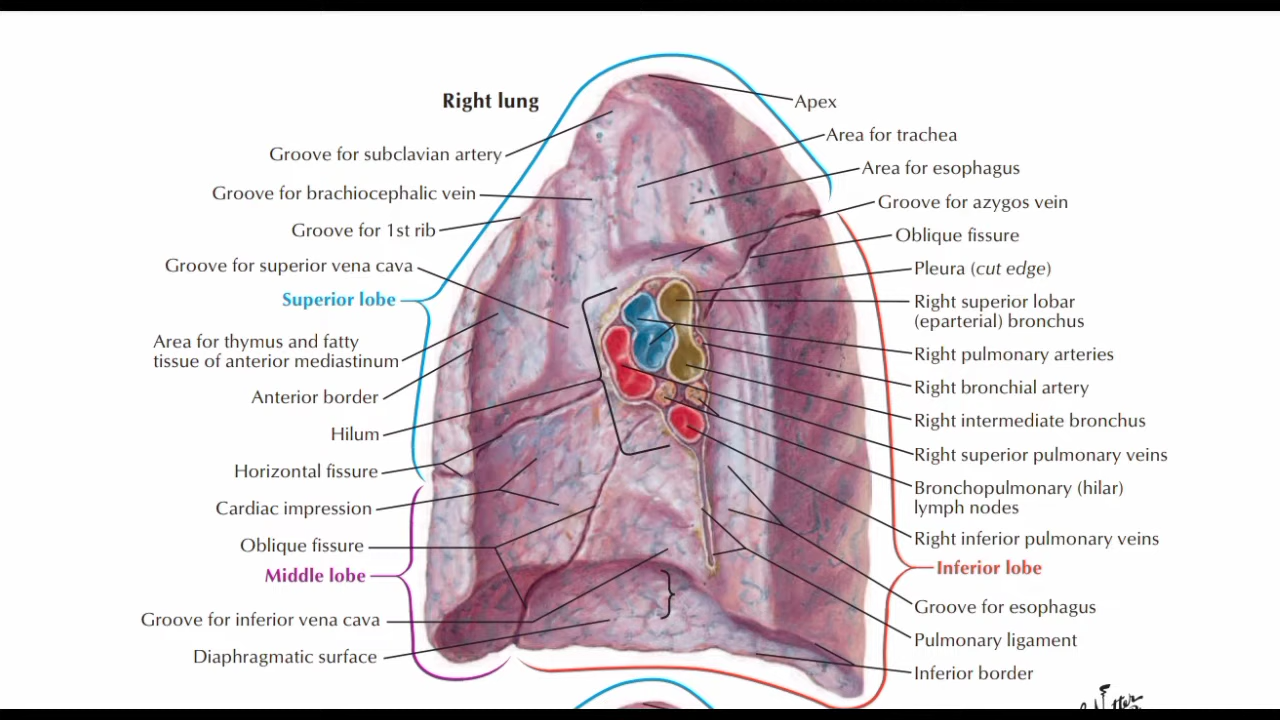 Right lung
Groove for subclavian artery
Groove for brachiocephalic vein
Groove for 1st rib
Groove for superior vena cava
Superior lobe
Area for thymus and fatty
tissue of anterior mediastinum
Anterior border
Hilum
Horizontal fissure
Cardiac impression
Oblique fissure
Middle lobe
Groove for inferior vena cava
Diaphragmatic surface
Apex
Area for trachea
Area for esophagus
Groove for azygos vein
Oblique fissure
Pleura (cut edge)
Right superior lobar
(eparterial) bronchus
Right pulmonary arteries
Right bronchial artery
Right intermediate bronchus
Right superior pulmonary veins
Bronchopulmonary (hilar)
lymph nodes
Right inferior pulmonary veins
Inferior lobe
Groove for esophagus
Pulmonary ligament
Inferior border